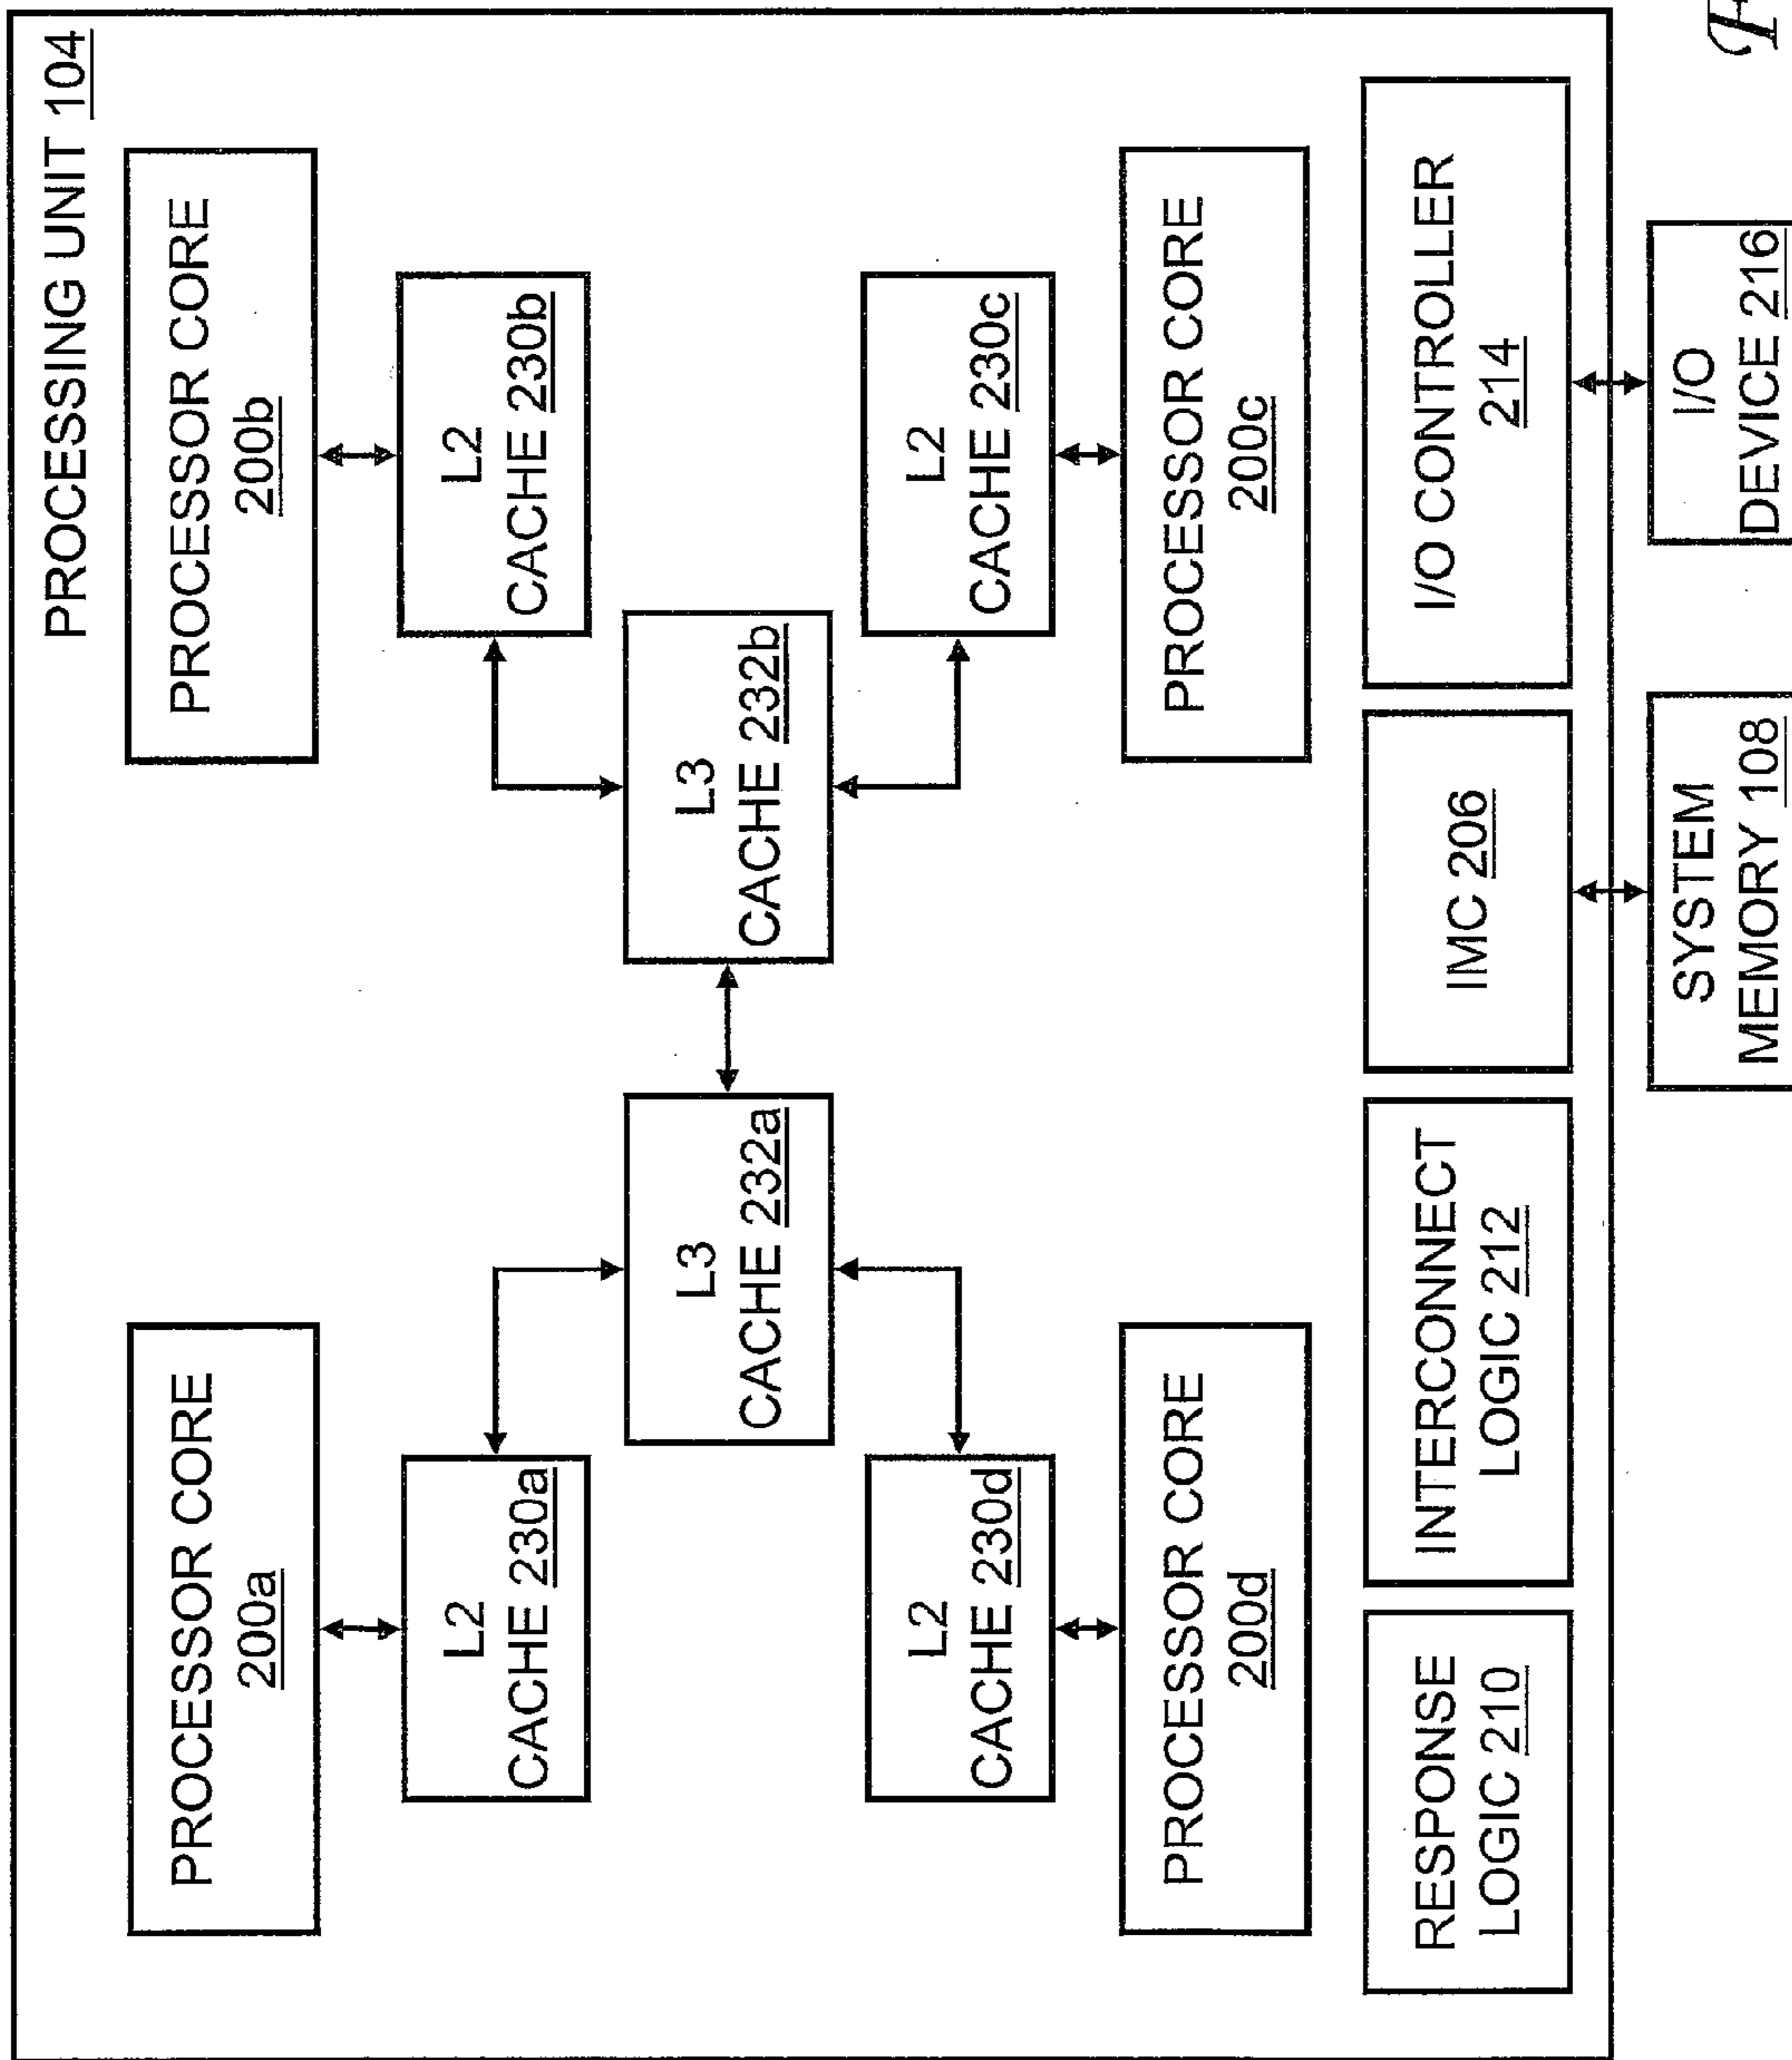 PROCESSING UNIT 104
PROCESSOR CORE
200a
PROCESSOR CORE
200b
L2
CACHE 230a
L2
CACHE 230b
L3
CACHE 232a
L3
CACHE 232b
L2
CACHE 230d
L2
CACHE 230c
PROCESSOR CORE
200d
PROCESSOR CORE
200c
RESPONSE
LOGIC 210
INTERCONNECT
LOGIC 212
IMC 206
I/O CONTROLLER
214
SYSTEM
MEMORY 108
I/O
DEVICE 216